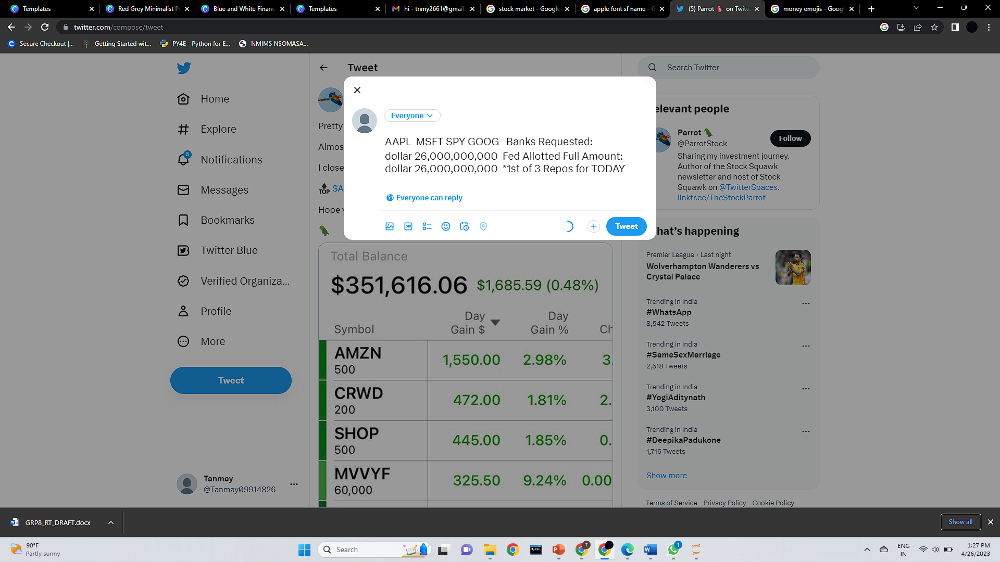 Templates
Red Grey Minimalist P
Blue and White Financ
Templates
hi - tnmy2661@gmail.
stock market - Google
apple font sf name - G
(5) Parrot on Twitt
money emojis - Goog
twitter.com/compose/tweet
Secure Checkout |...
Getting Started wit...
PY4E - Python for E...
NMIMS NSOMASA...
Home
Explore
5
Notifications
Messages
Bookmarks
Twitter Blue
Verified Organiza...
Profile
More
Tweet
Tanmay
@Tanmay09914826
Tweet
Pretty
Almos
I close
TOP $A
Hope y
Everyone
AAPL MSFT SPY GOOG Banks Requested:
dollar 26,000,000,000 Fed Allotted Full Amount:
dollar 26,000,000,000 *1st of 3 Repos for TODAY
Everyone can reply
GIF
Tweet
Total Balance
$351,616.06 $1,685.59 (0.48%)
Symbol Day Gain $ Day Gain % Ch
AMZN 1,550.00 2.98% 3.
500
CRWD 472.00 1.81% 2.
200
SHOP 445.00 1.85% 0.
500
MVVYF 325.50 9.24% 0.00
60,000
Search Twitter
elevant people
Parrot
@ParrotStock
Follow
Sharing my investment journey.
Author of the Stock Squawk
newsletter and host of Stock
Squawk on @TwitterSpaces.
linktr.ee/TheStockParrot
hat's happening
Premier League · Last night
Wolverhampton Wanderers vs
Crystal Palace
Trending in India
#WhatsApp
8,542 Tweets
Trending in India
#SameSexMarriage
2,518 Tweets
Trending in India
#YogiAditynath
3,100 Tweets
Trending in India
#DeepikaPadukone
1,716 Tweets
Show more
Terms of Service Privacy Policy Cookie Policy
GRP8_RT_DRAFT.docx
Show all
90°F
Partly sunny
Search
MySQL
T
1
ENG
IN
1:27 PM
4/26/2023